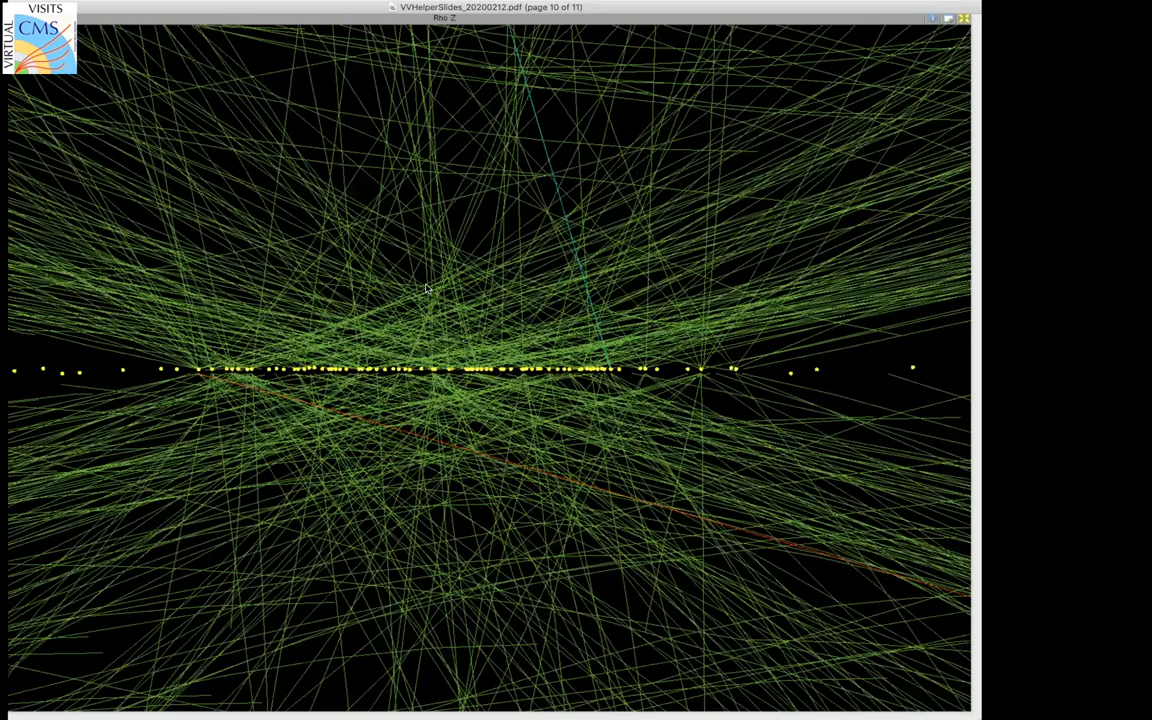 VISITS
VIRTUAL
CMS
VVHelperSlides_20200212.pdf (page 10 of 11)
Rho Z